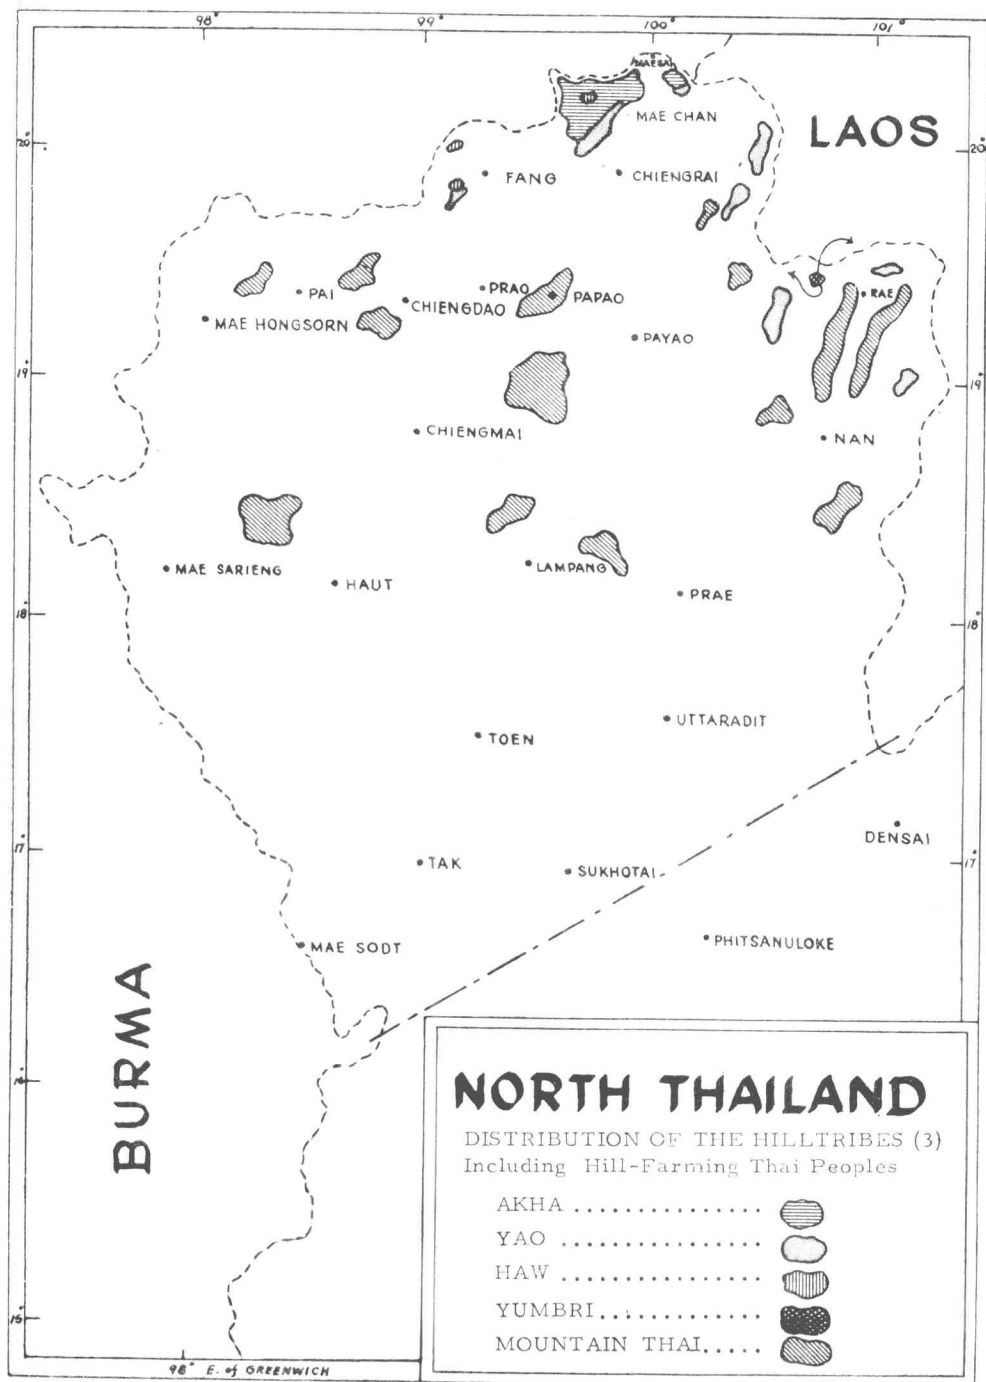 98° 99° 100° 101°
MAESAI
MAE CHAN
LAOS
20° 20°
FANG CHIENGRAI
PAI PRAO PAPAO RAE
CHIENGDAO
MAE HONGSORN
PAYAO
19° 19°
CHIENGMAI NAN
MAE SARIENG HAUT LAMPANG
PRAE
18° 18°
UTTARADIT
TOEN
DENSAI
17° 17°
TAK SUKHOTAI
MAE SODT PHITSANULOKE
BURMA
16°
NORTH THAILAND
DISTRIBUTION OF THE HILLTRIBES (3)
Including Hill-Farming Thai Peoples
AKHA ................
YAO .................
HAW .................
YUMBRI..............
MOUNTAIN THAI.....
15°
98° E. of GREENWICH